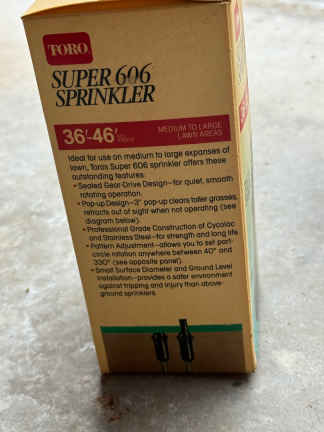 TORO
SUPER 606
SPRINKLER
36'-46'
MEDIUM TO LARGE
LAWN AREAS
Ideal for use on medium to large expanses of
lawn, Toro's Super 606 sprinkler offers these
outstanding features:
• Sealed Gear-Drive Design—for quiet, smooth
rotating operation.
• Pop-up Design—3" pop-up clears taller grasses,
retracts out of sight when not operating (see
diagram below).
• Professional Grade Construction of Cycolac
and Stainless Steel—for strength and long life
• Pattern Adjustment—allows you to set part-
circle rotation anywhere between 40° and
330° (see opposite panel).
• Small Surface Diameter and Ground Level
Installation—provides a safer environment
against tripping and injury than above-
ground sprinklers.